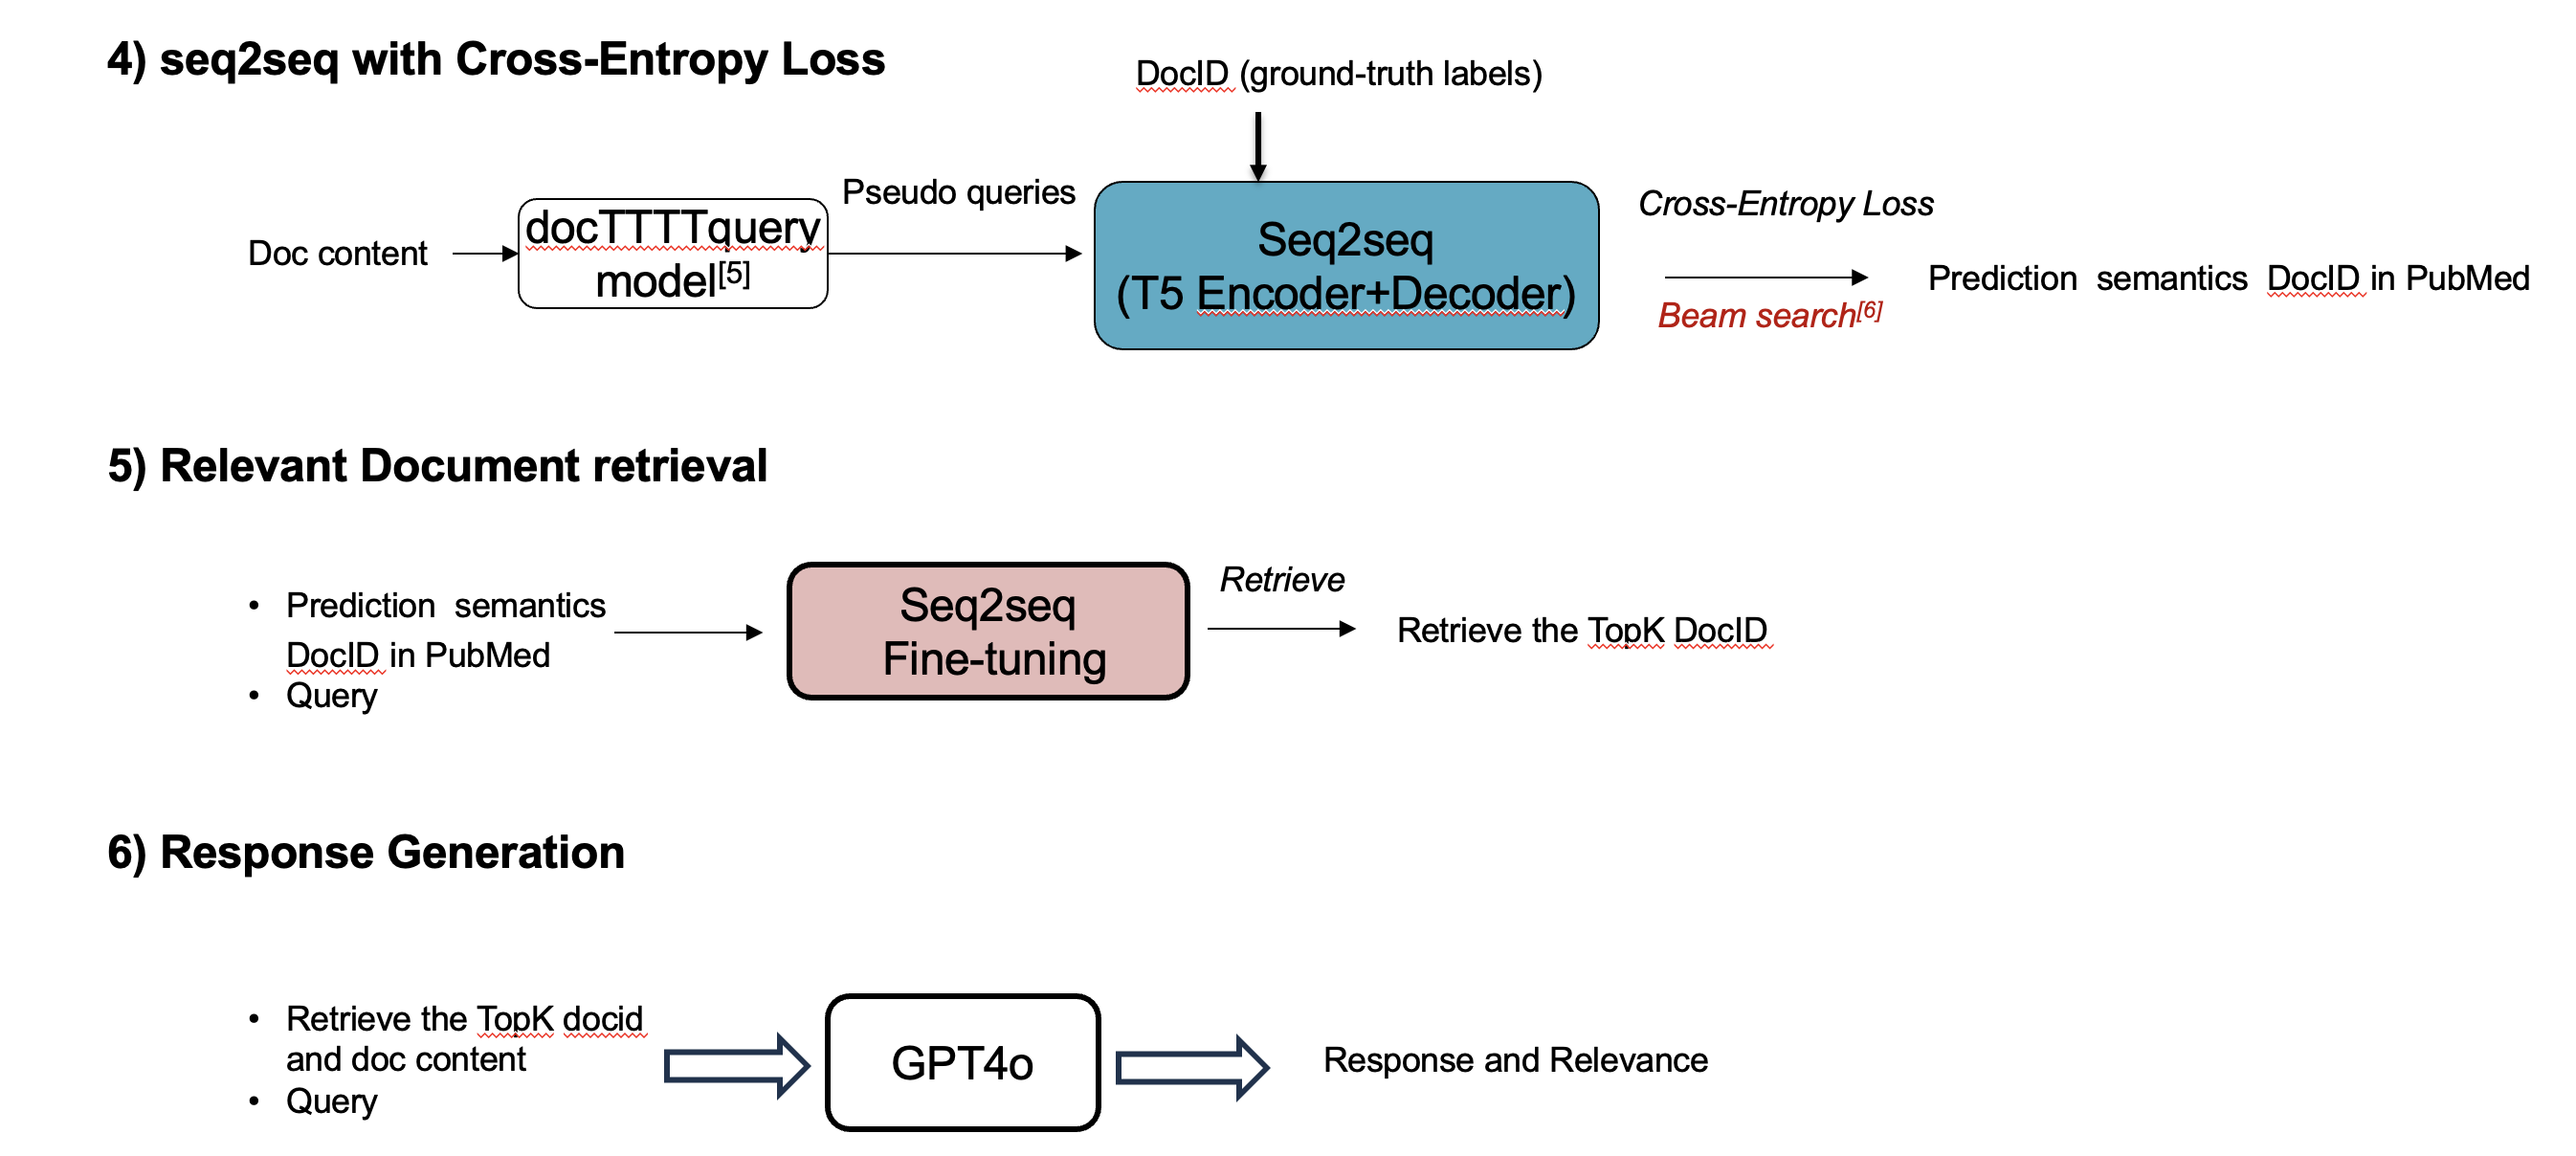 4) seq2seq with Cross-Entropy Loss
DocID (ground-truth labels)
Doc content
docTTTTquery
model[5]
Pseudo queries
Seq2seq
(T5 Encoder+Decoder)
Cross-Entropy Loss
Beam search[6]
Prediction semantics DocID in PubMed
5) Relevant Document retrieval
• Prediction semantics
DocID in PubMed
• Query
Seq2seq
Fine-tuning
Retrieve
Retrieve the TopK DocID
6) Response Generation
• Retrieve the TopK docid
and doc content
• Query
GPT4o
Response and Relevance